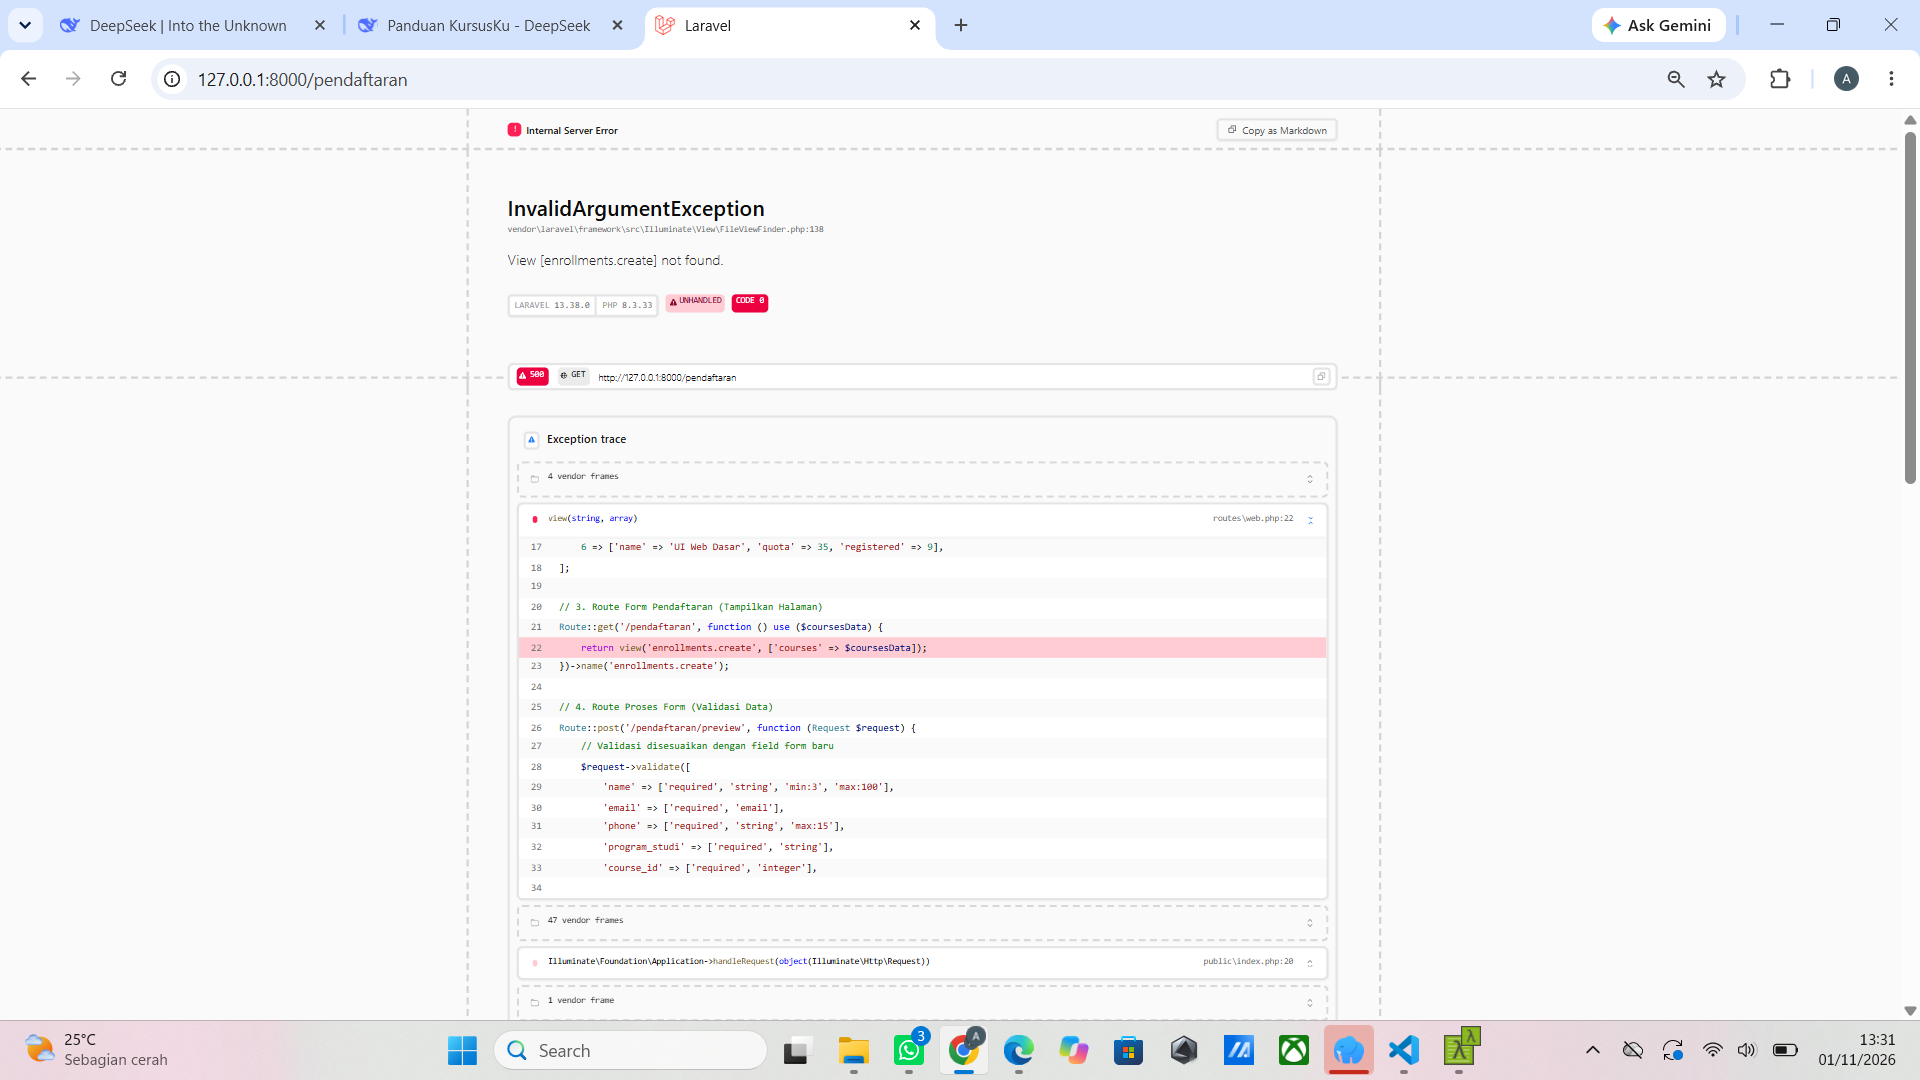 DeepSeek | Into the Unknown
Panduan KursusKu - DeepSeek
Laravel
Ask Gemini
127.0.0.1:8000/pendaftaran
A
Internal Server Error
Copy as Markdown
InvalidArgumentException
vendor\laravel\framework\src\Illuminate\View\FileViewFinder.php:138
View [enrollments.create] not found.
LARAVEL 13.38.0 PHP 8.3.33 UNHANDLED CODE 0
500 GET http://127.0.0.1:8000/pendaftaran
Exception trace
4 vendor frames
view(string, array) routes\web.php:22
17 6 => ['name' => 'UI Web Dasar', 'quota' => 35, 'registered' => 9],
18 ];
19
20 // 3. Route Form Pendaftaran (Tampilkan Halaman)
21 Route::get('/pendaftaran', function () use ($coursesData) {
22 return view('enrollments.create', ['courses' => $coursesData]);
23 })->name('enrollments.create');
24
25 // 4. Route Proses Form (Validasi Data)
26 Route::post('/pendaftaran/preview', function (Request $request) {
27 // Validasi disesuaikan dengan field form baru
28 $request->validate([
29 'name' => ['required', 'string', 'min:3', 'max:100'],
30 'email' => ['required', 'email'],
31 'phone' => ['required', 'string', 'max:15'],
32 'program_studi' => ['required', 'string'],
33 'course_id' => ['required', 'integer'],
34
47 vendor frames
Illuminate\Foundation\Application->handleRequest(object(Illuminate\Http\Request)) public\index.php:20
1 vendor frame
25°C
Sebagian cerah
Search
3
A
13:31
01/11/2026